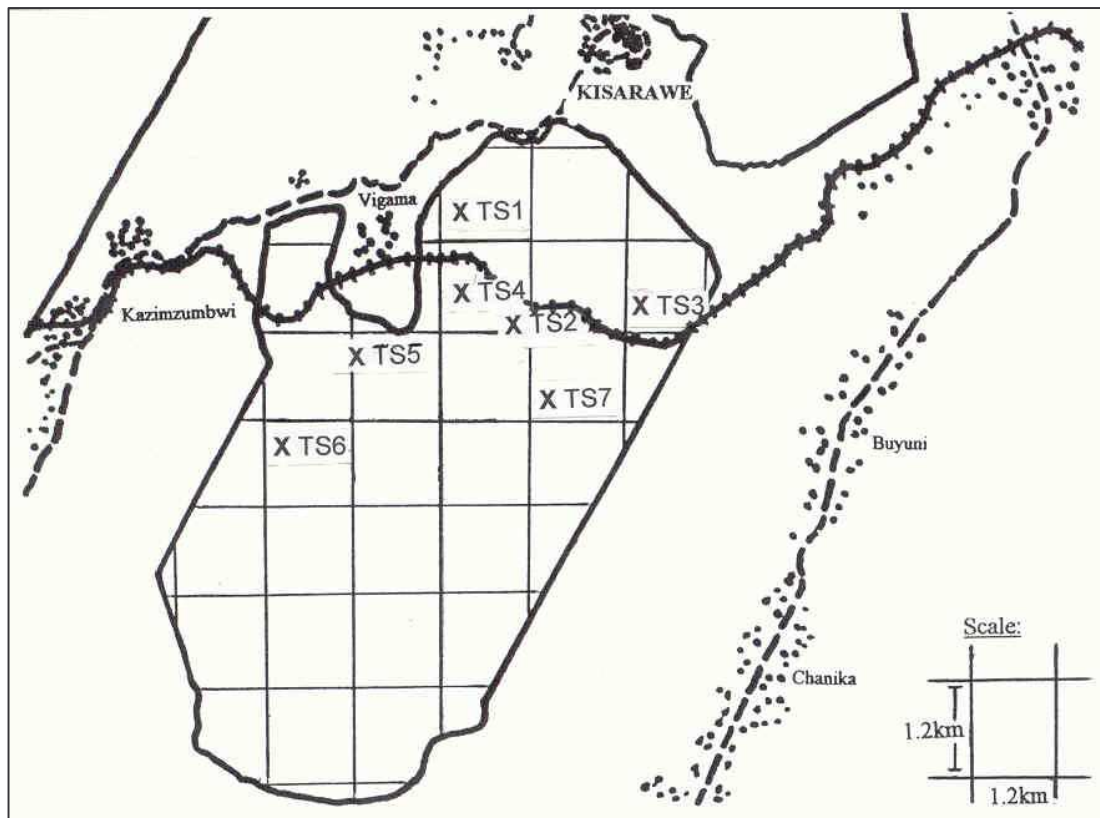 KISARAWE
Vigama
X TS1
Kazimzumbwi
X TS4
X TS3
X TS2
X TS5
X TS7
X TS6
Buyuni
Chanika
Scale:
1.2km
1.2km